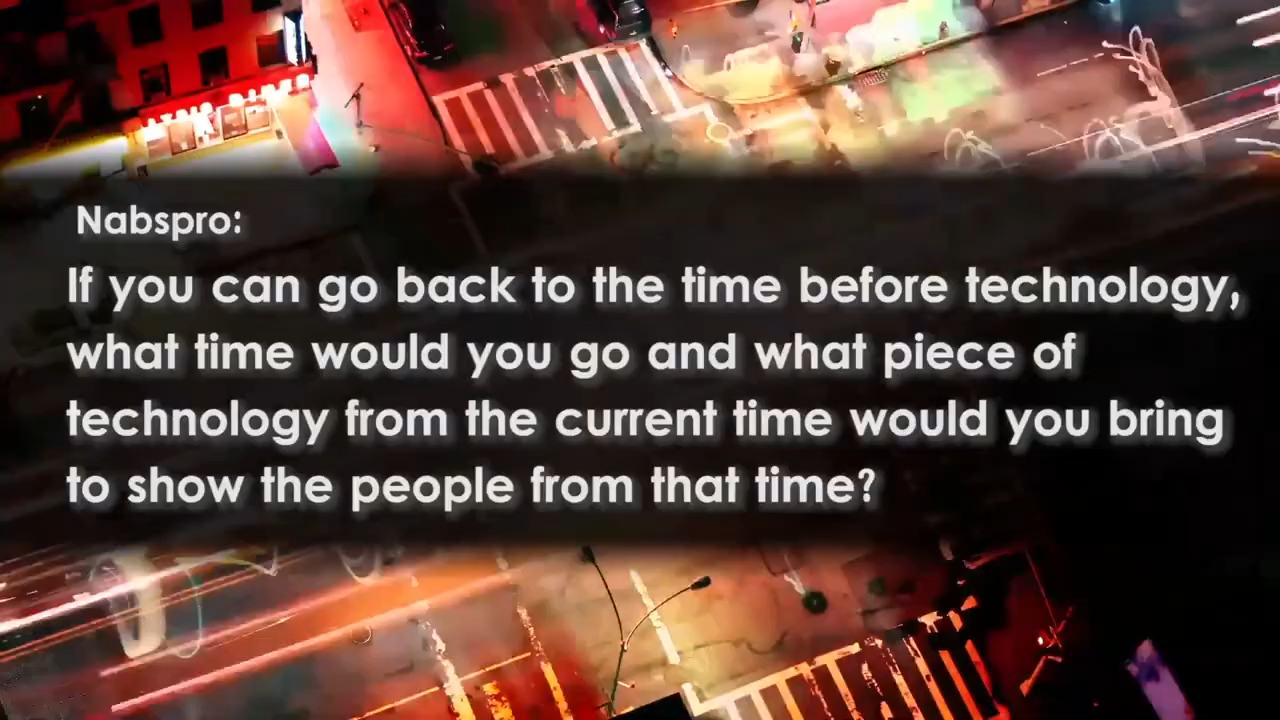 Nabspro:
If you can go back to the time before technology,
what time would you go and what piece of
technology from the current time would you bring
to show the people from that time?